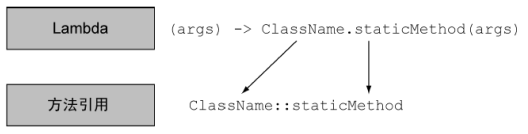 Lambda (args) -> ClassName.staticMethod(args)
方法引用 ClassName::staticMethod